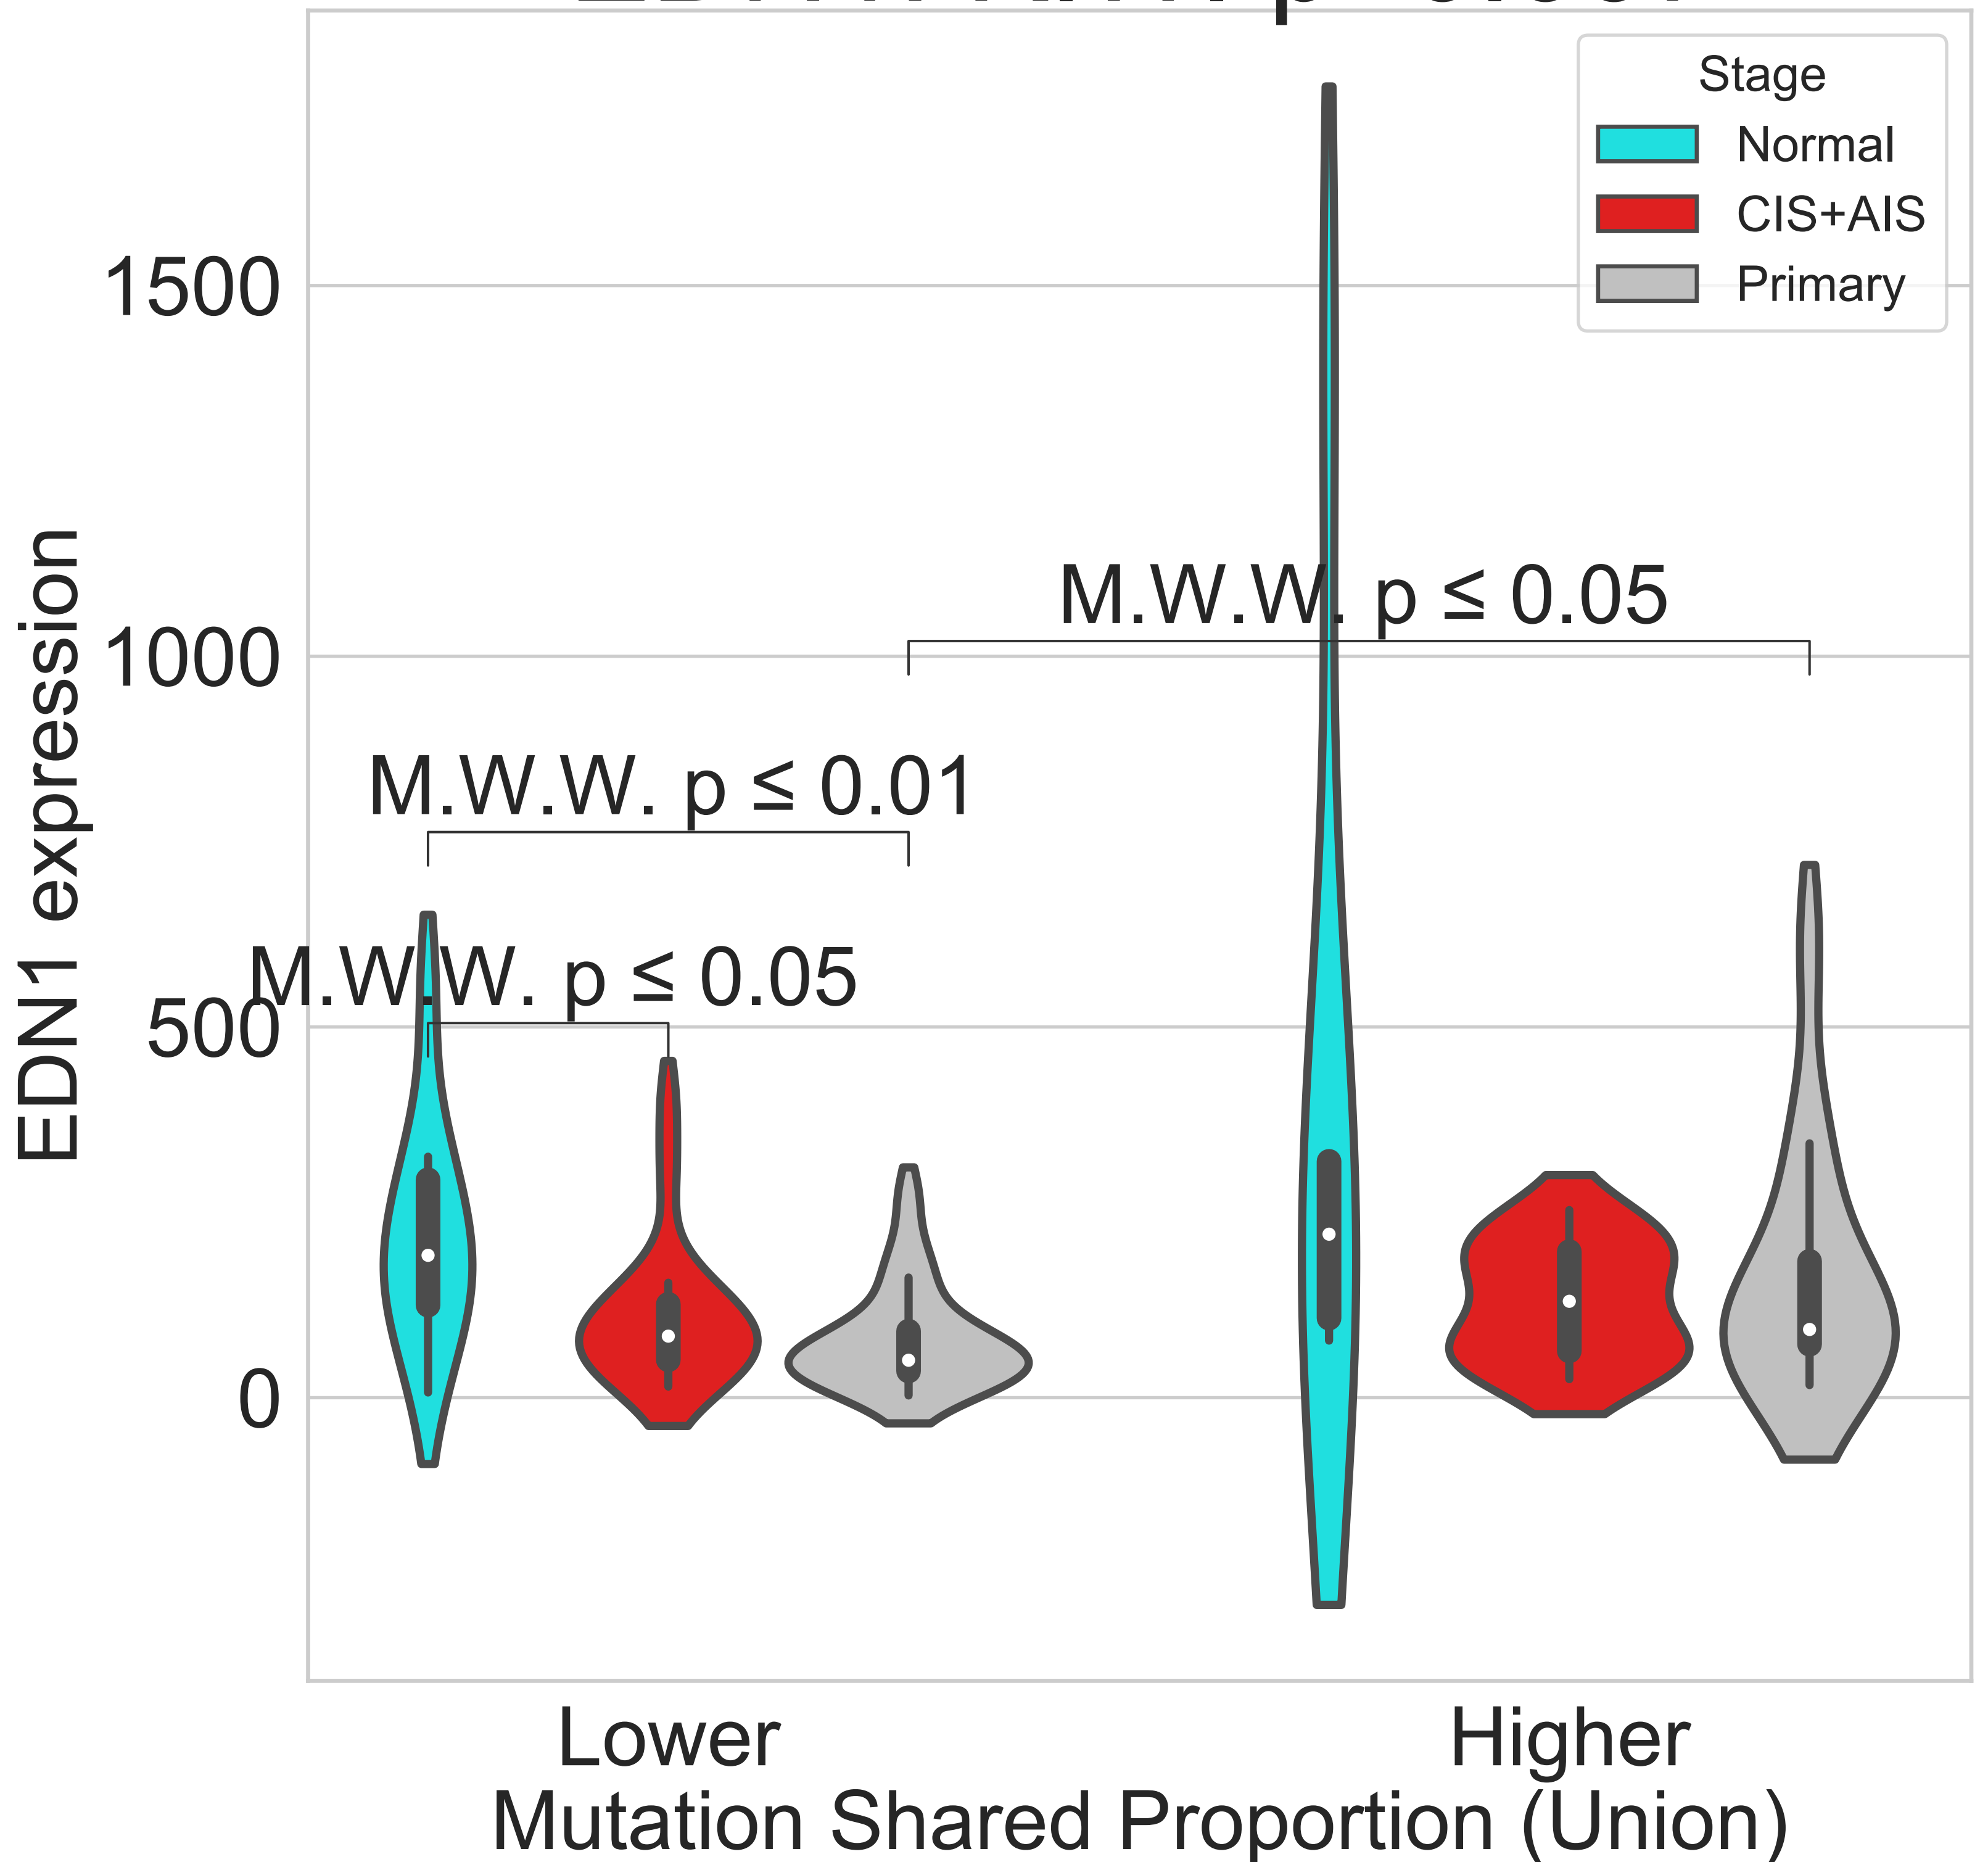 Stage
Normal
CIS+AIS
Primary
EDN1 expression
1500
1000
500
0
M.W.W. p ≤ 0.05
M.W.W. p ≤ 0.01
M.W.W. p ≤ 0.05
Lower
Higher
Mutation Shared Proportion (Union)